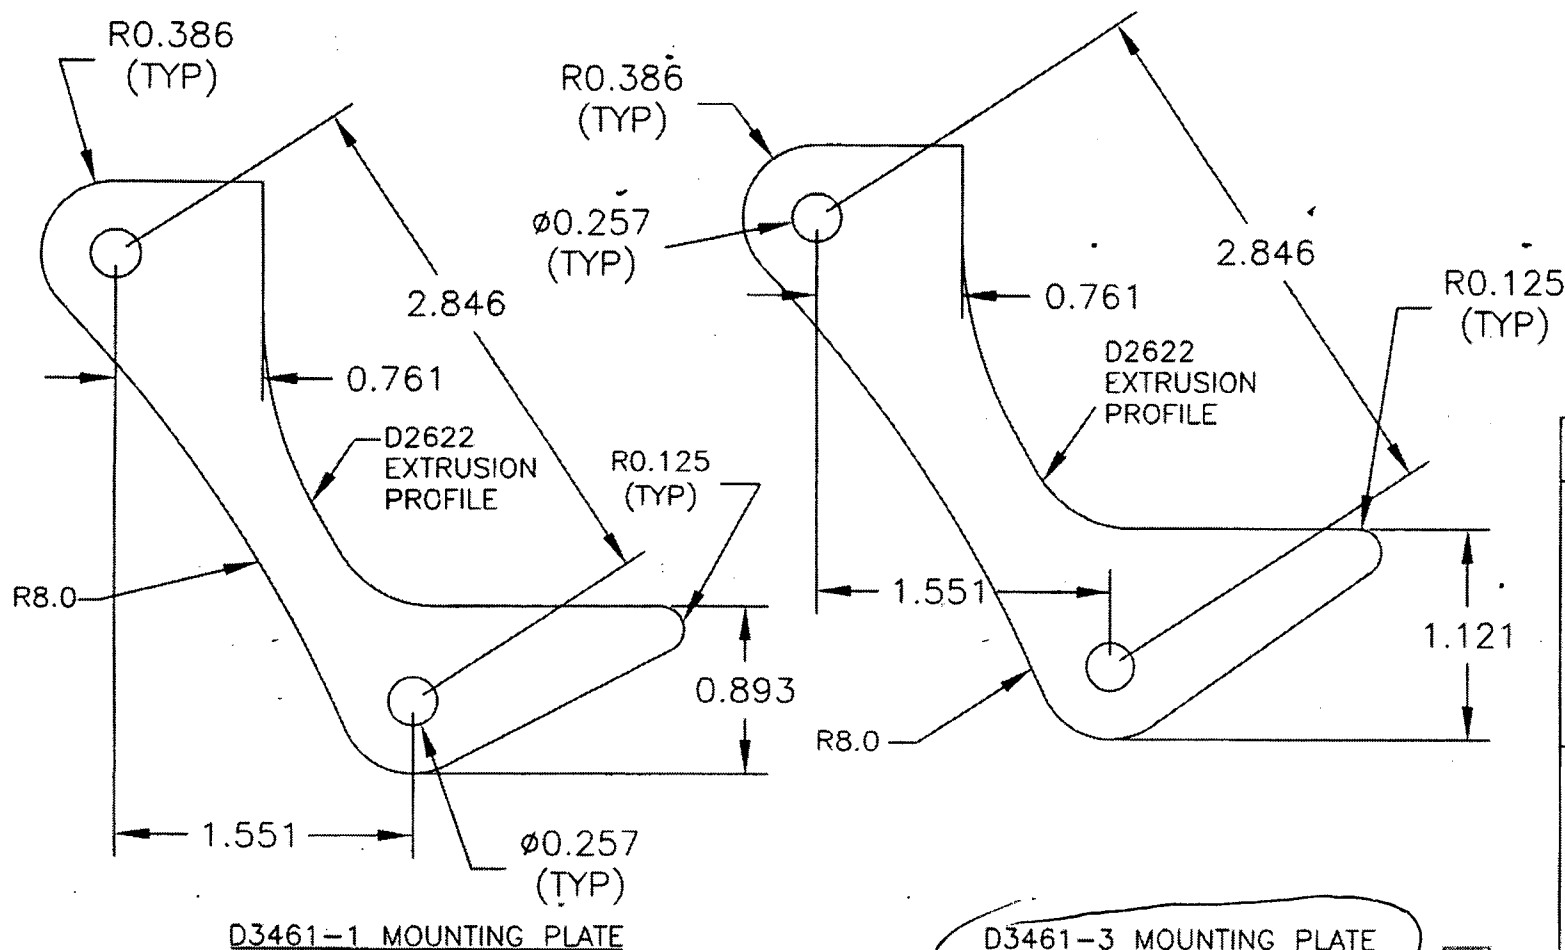 R0.386
(TYP)
2.846
0.761
D2622
EXTRUSION
PROFILE
R0.125
(TYP)
R8.0
0.893
1.551
Ø0.257
(TYP)
D3461-1 MOUNTING PLATE
R0.386
(TYP)
Ø0.257
(TYP)
2.846
0.761
R0.125
(TYP)
D2622
EXTRUSION
PROFILE
1.551
1.121
R8.0
D3461-3 MOUNTING PLATE